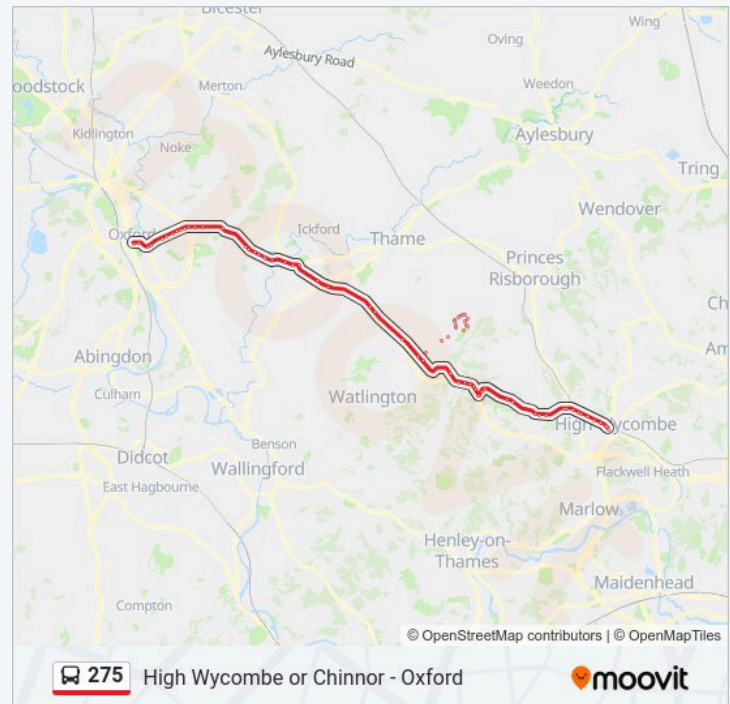 Bicester
Wing
Oving
Aylesbury Road
Merton
Weedon
oodstock
Kidlington
Aylesbury
Noke
Tring
Wendover
Oxford
Ickford
Thame
Princes
Risborough
Ch
Am
Abingdon
Culham
Watlington
High Wycombe
Benson
Didcot
Wallingford
Flackwell Heath
East Hagbourne
Marlow
Henley-on-
Thames
Maidenhead
Compton
© OpenStreetMap contributors | © OpenMapTiles
275 High Wycombe or Chinnor - Oxford
moovit